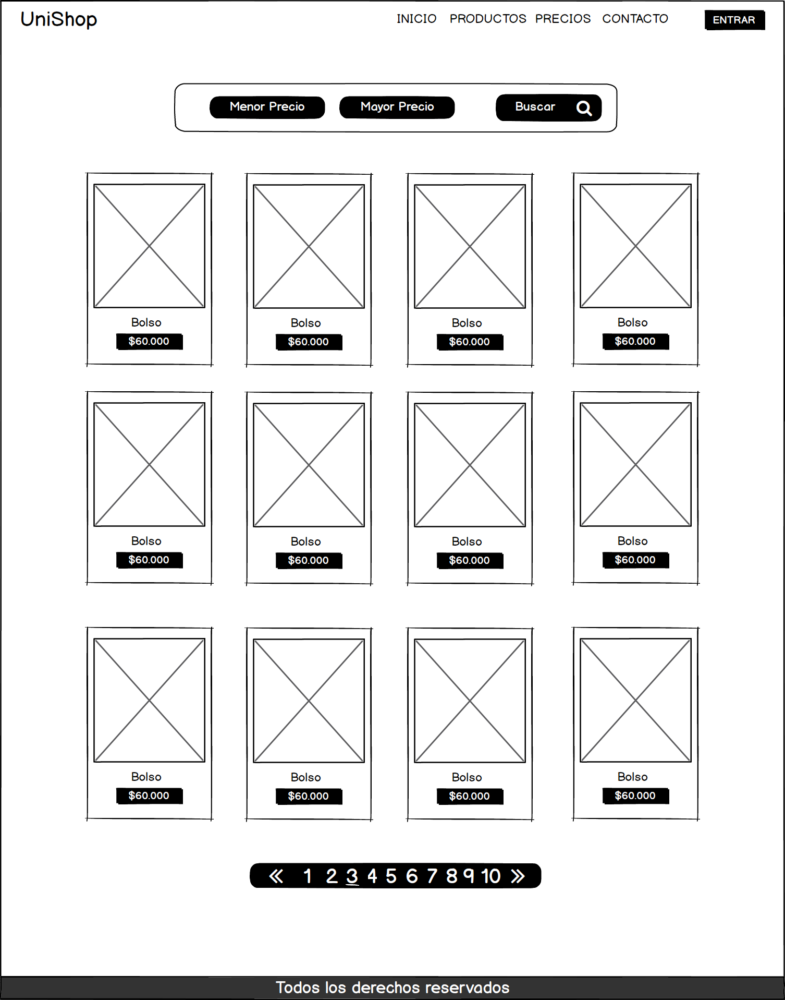 UniShop
INICIO PRODUCTOS PRECIOS CONTACTO ENTRAR
Menor Precio Mayor Precio Buscar
Bolso Bolso Bolso Bolso
$60.000 $60.000 $60.000 $60.000
Bolso Bolso Bolso Bolso
$60.000 $60.000 $60.000 $60.000
Bolso Bolso Bolso Bolso
$60.000 $60.000 $60.000 $60.000
« 1 2 3 4 5 6 7 8 9 10 »
Todos los derechos reservados